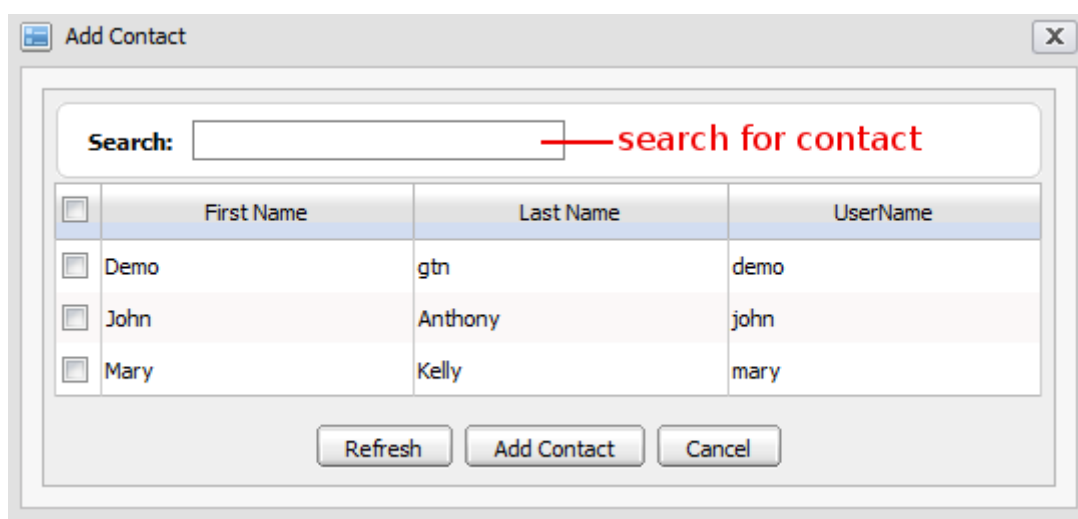 Add Contact X
Search: search for contact
First Name Last Name UserName
Demo gtn demo
John Anthony john
Mary Kelly mary
Refresh Add Contact Cancel